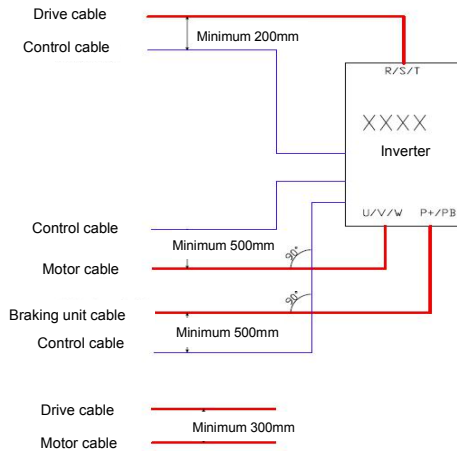 Drive cable
Minimum 200mm
Control cable
R/S/T
XXXX
Inverter
U/V/W P+/PB
Control cable
Minimum 500mm
90°
Motor cable
90°
Braking unit cable
Minimum 500mm
Control cable
Drive cable
Minimum 300mm
Motor cable